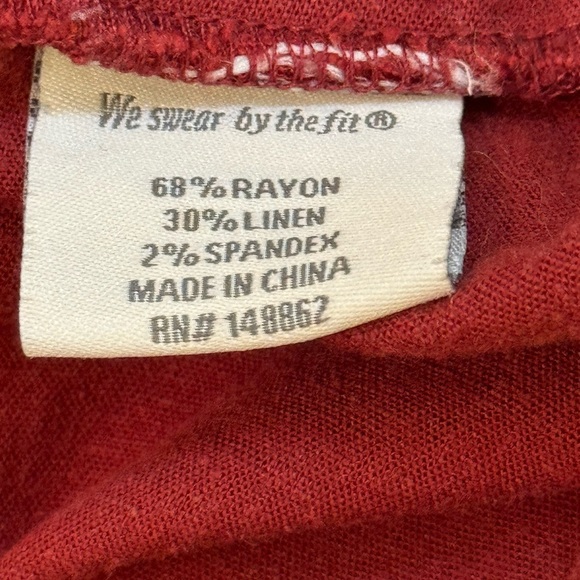 We swear by the fit®
68% RAYON
30% LINEN
2% SPANDEX
MADE IN CHINA
RN# 148862